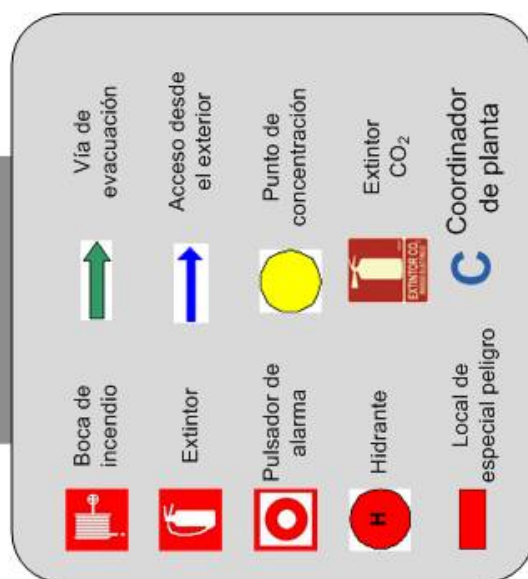 Boca de
incendio
Vía de
evacuación
Extintor
Acceso desde
el exterior
Pulsador de
alarma
Punto de
concentración
H
Hidrante
EXTINTOR CO₂
Extintor
CO₂
Local de
especial peligro
C
Coordinador
de planta